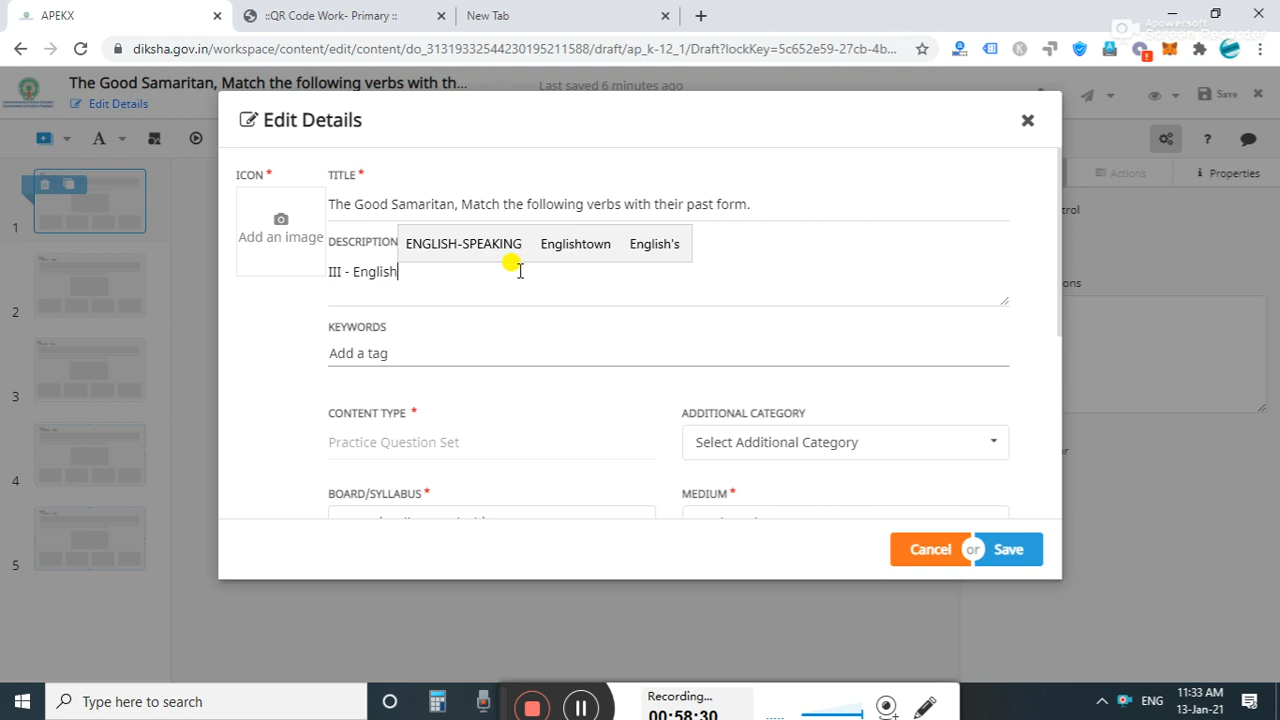 APEKX
::QR Code Work- Primary ::
New Tab
Apowersoft
Screen Recorder
diksha.gov.in/workspace/content/edit/content/do_31319332544230195211588/draft/ap_k-12_1/Draft?lockKey=5c652e59-27cb-4b...
The Good Samaritan, Match the following verbs with th...
Edit Details
Last saved 6 minutes ago
Save
A
Edit Details
ICON *
TITLE *
Add an image
The Good Samaritan, Match the following verbs with their past form.
DESCRIPTION
ENGLISH-SPEAKING Englishtown English's
III - English
KEYWORDS
Add a tag
CONTENT TYPE *
ADDITIONAL CATEGORY
Practice Question Set
Select Additional Category
BOARD/SYLLABUS *
MEDIUM *
Cancel or Save
Actions
Properties
1
2
3
4
5
Type here to search
Recording...
00:58:30
ENG
11:33 AM
13-Jan-21